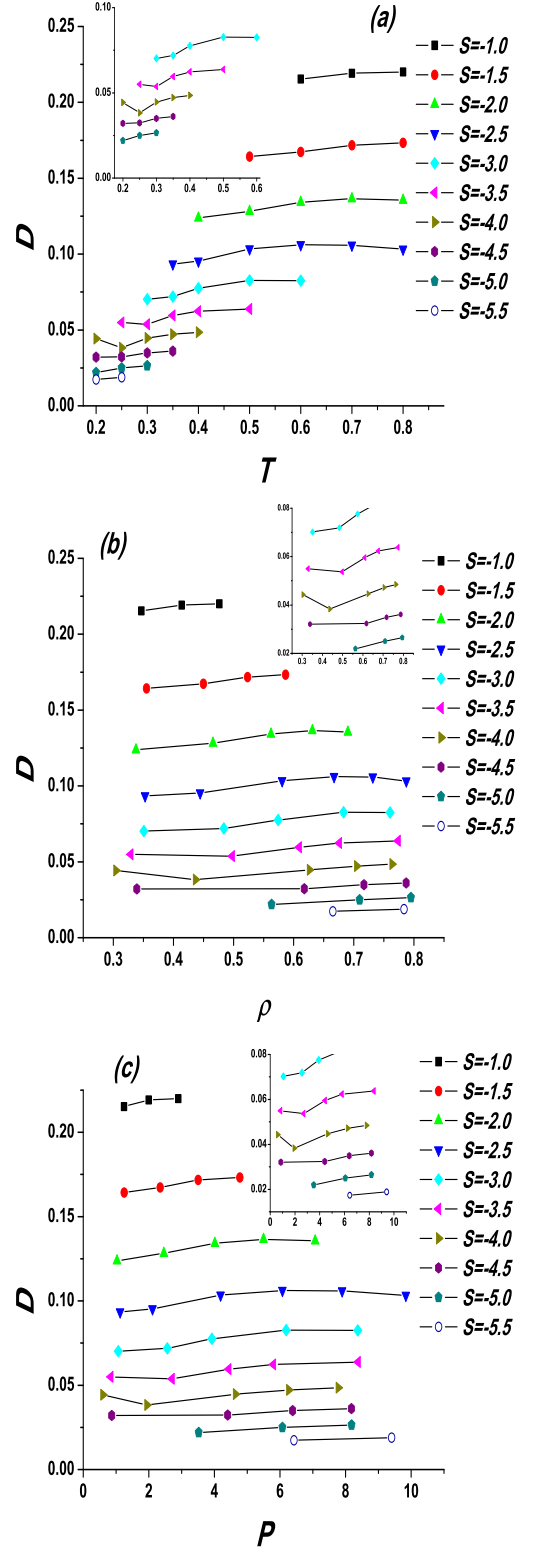 (a)
0.10
0.05
0.00
0.2 0.3 0.4 0.5 0.6
0.25
0.20
0.15
0.10
0.05
0.00
D
0.2 0.3 0.4 0.5 0.6 0.7 0.8
T
S=-1.0
S=-1.5
S=-2.0
S=-2.5
S=-3.0
S=-3.5
S=-4.0
S=-4.5
S=-5.0
S=-5.5
(b)
0.08
0.06
0.04
0.02
0.3 0.4 0.5 0.6 0.7 0.8
0.25
0.20
0.15
0.10
0.05
0.00
D
0.3 0.4 0.5 0.6 0.7 0.8
ρ
S=-1.0
S=-1.5
S=-2.0
S=-2.5
S=-3.0
S=-3.5
S=-4.0
S=-4.5
S=-5.0
S=-5.5
(c)
0.08
0.06
0.04
0.02
0 2 4 6 8 10
0.20
0.15
0.10
0.05
0.00
D
0 2 4 6 8 10
P
S=-1.0
S=-1.5
S=-2.0
S=-2.5
S=-3.0
S=-3.5
S=-4.0
S=-4.5
S=-5.0
S=-5.5